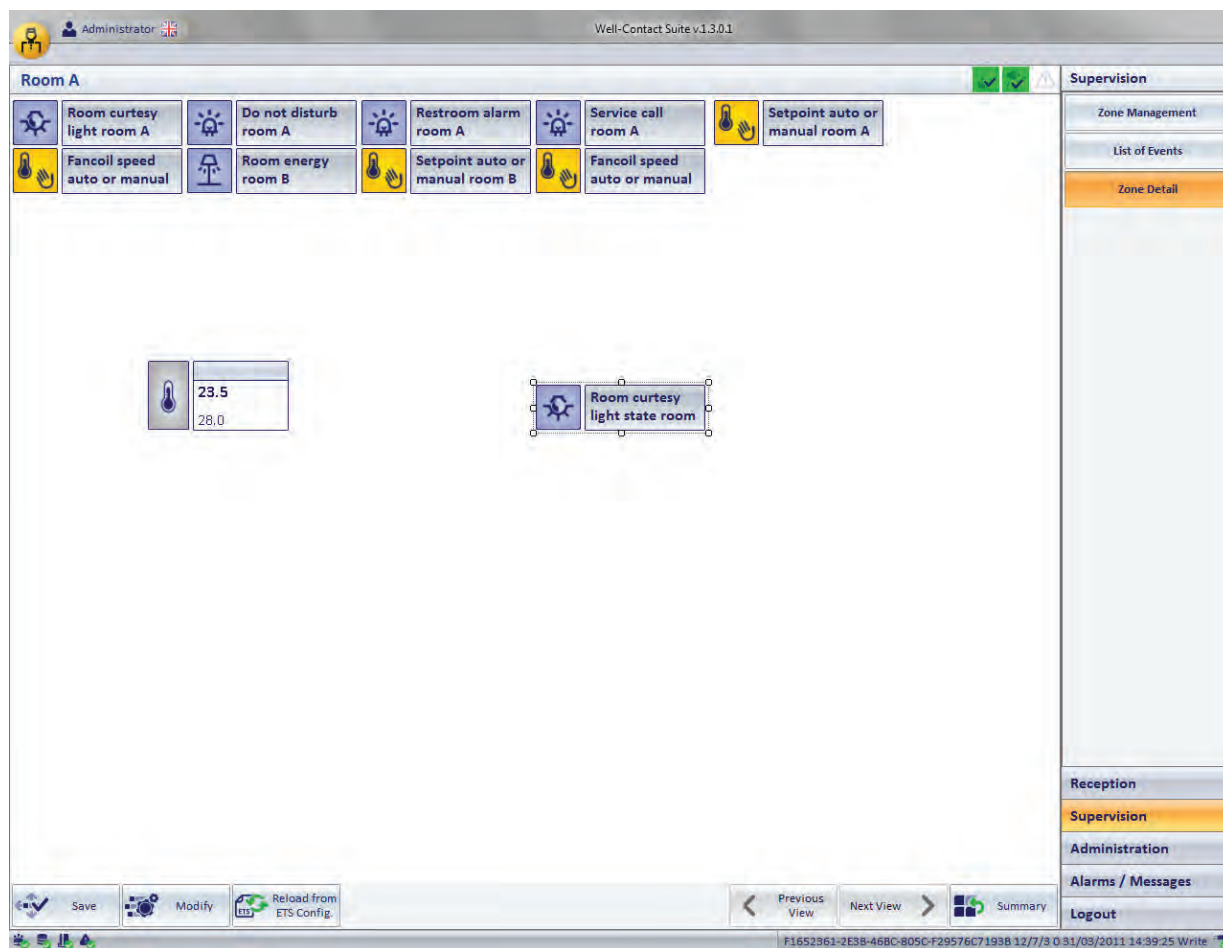 Administrator
Well-Contact Suite v.1.3.0.1
Room A
Supervision
Room curtesy
light room A
Do not disturb
room A
Restroom alarm
room A
Service call
room A
Setpoint auto or
manual room A
Fancoil speed
auto or manual
Room energy
room B
Setpoint auto or
manual room B
Fancoil speed
auto or manual
Zone Management
List of Events
Zone Detail
23.5
28.0
Room curtesy
light state room
Reception
Supervision
Administration
Alarms / Messages
Logout
Save
Modify
ETS
Reload from
ETS Config.
Previous
View
Next View
Summary
F1652361-2E3B-46BC-805C-F29576C7193B 12/7/3 0 31/03/2011 14:39:25 Write